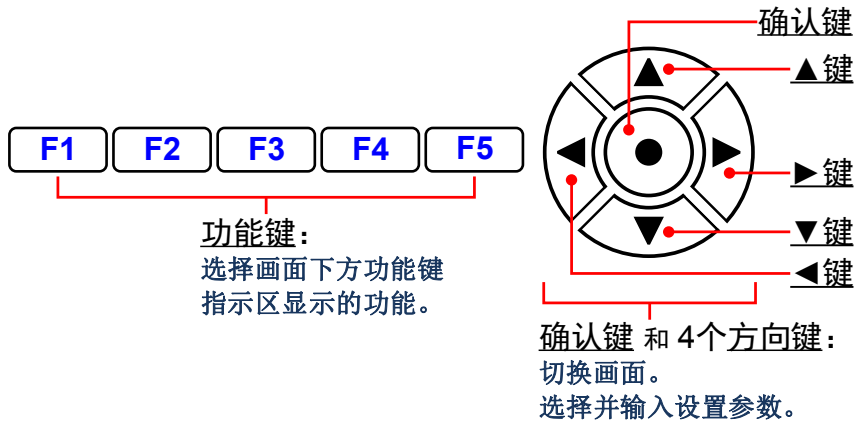 确认键
▲键
F1 F2 F3 F4 F5
►键
▼键
◄键
功能键：
选择画面下方功能键
指示区显示的功能。
确认键 和 4个方向键：
切换画面。
选择并输入设置参数。